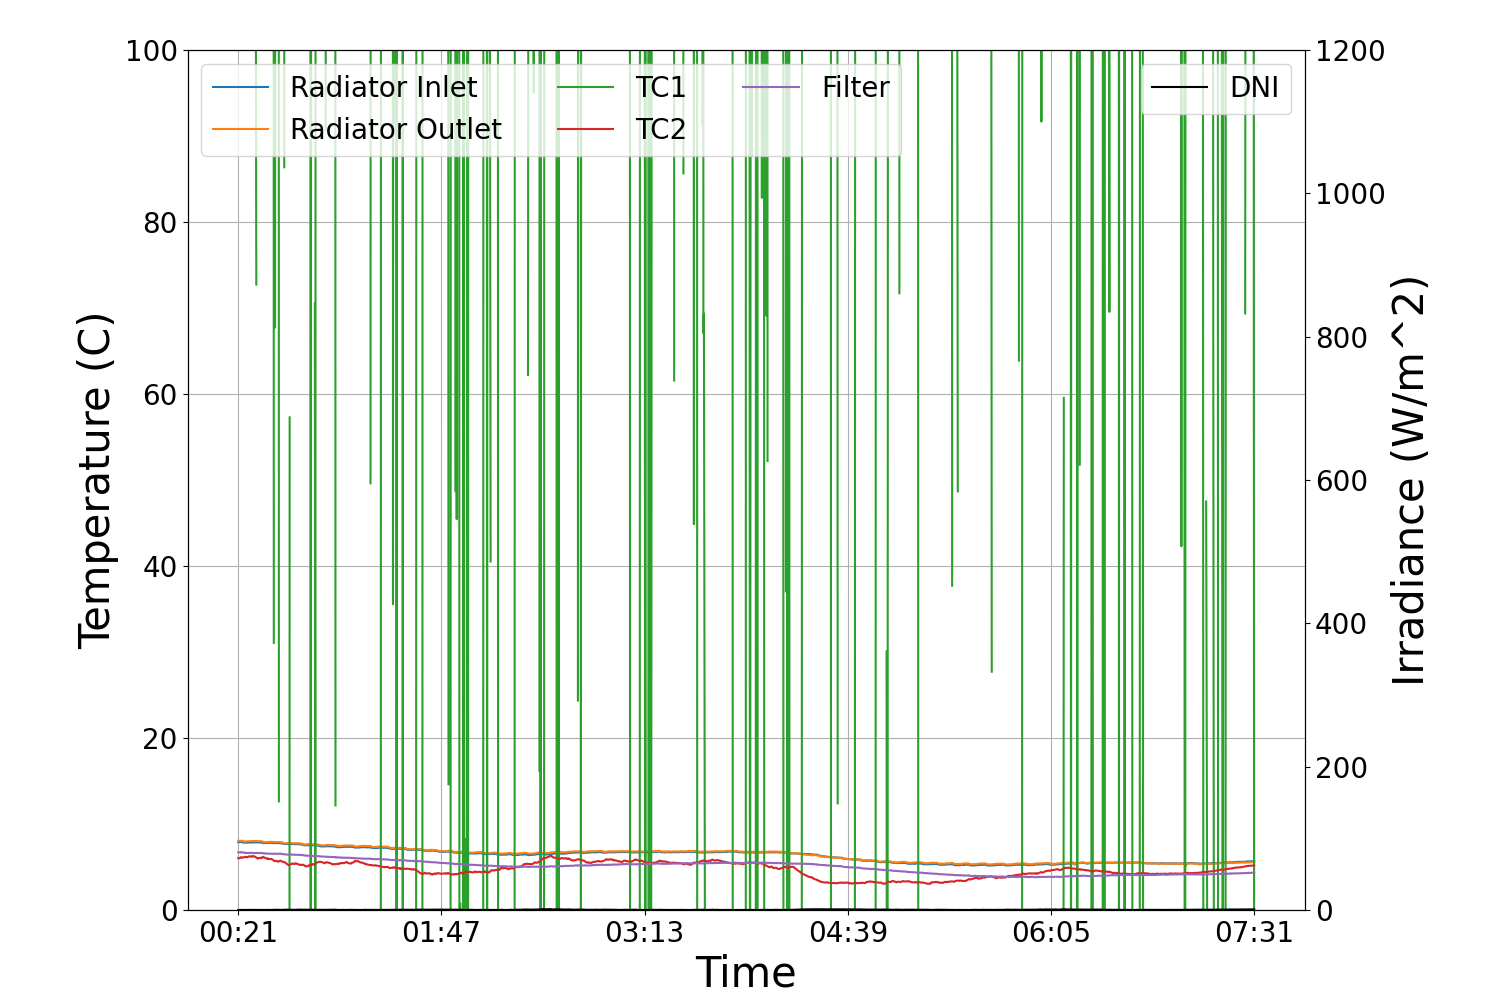 100
80
60
40
20
0
Temperature (C)
Radiator Inlet
Radiator Outlet
TC1
TC2
Filter
DNI
1200
1000
800
600
400
200
0
Irradiance (W/m^2)
00:21 01:47 03:13 04:39 06:05 07:31
Time